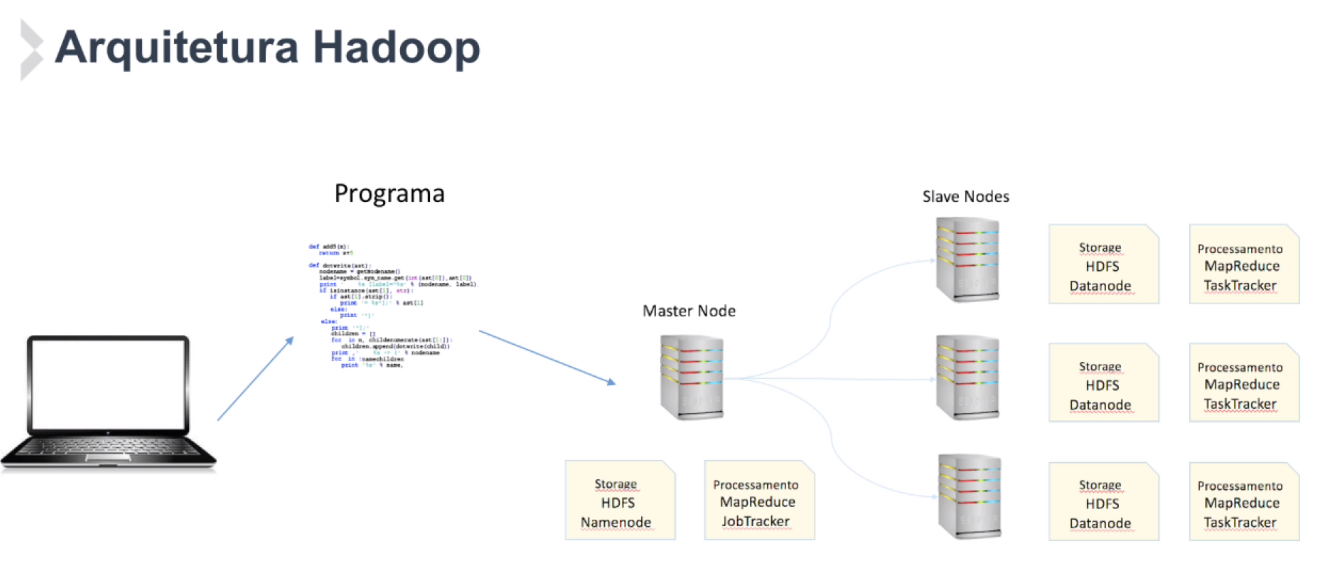 Arquitetura Hadoop
Programa
def add5(x):
return x+5
def dotwrite(ast):
nodename = getNodename()
label=symbol.sym_name.get(int(ast[0]),ast[0])
print ' %s [label="%s' % (nodename, label),
if isinstance(ast[1], str):
if ast[1].strip():
print '= %s"];' % ast[1]
else:
print '"]'
else:
print '"];'
children = []
for in n, childenumerate(ast[1:]):
children.append(dotwrite(child))
print ,' %s -> {' % nodename
for in :namechildren
print '%s' % name,
Master Node
Storage
HDFS
Namenode
Processamento
MapReduce
JobTracker
Slave Nodes
Storage
HDFS
Datanode
Processamento
MapReduce
TaskTracker
Storage
HDFS
Datanode
Processamento
MapReduce
TaskTracker
Storage
HDFS
Datanode
Processamento
MapReduce
TaskTracker